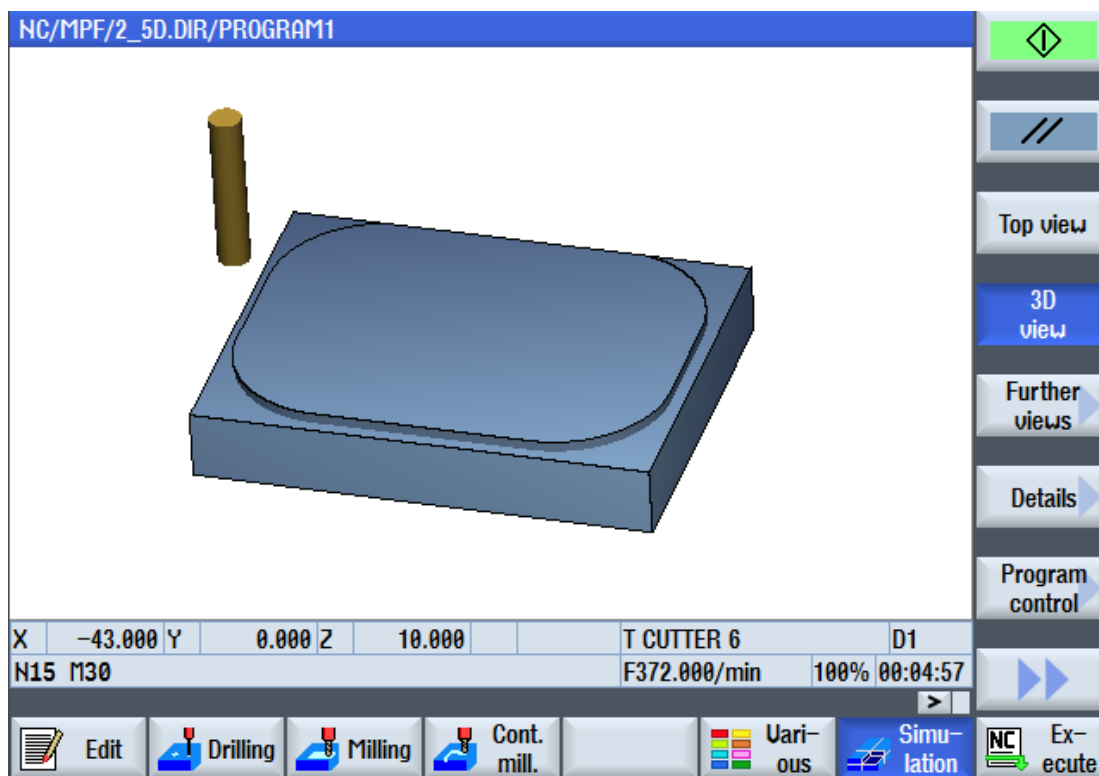 NC/MPF/2_5D.DIR/PROGRAM1
Top view
3D
view
Further
views
Details
Program
control
X -43.000 Y 0.000 Z 10.000 T CUTTER 6 D1
N15 M30 F372.000/min 100% 00:04:57
>
Edit
Drilling
Milling
Cont.
mill.
Vari-
ous
Simu-
lation
NC
Ex-
ecute